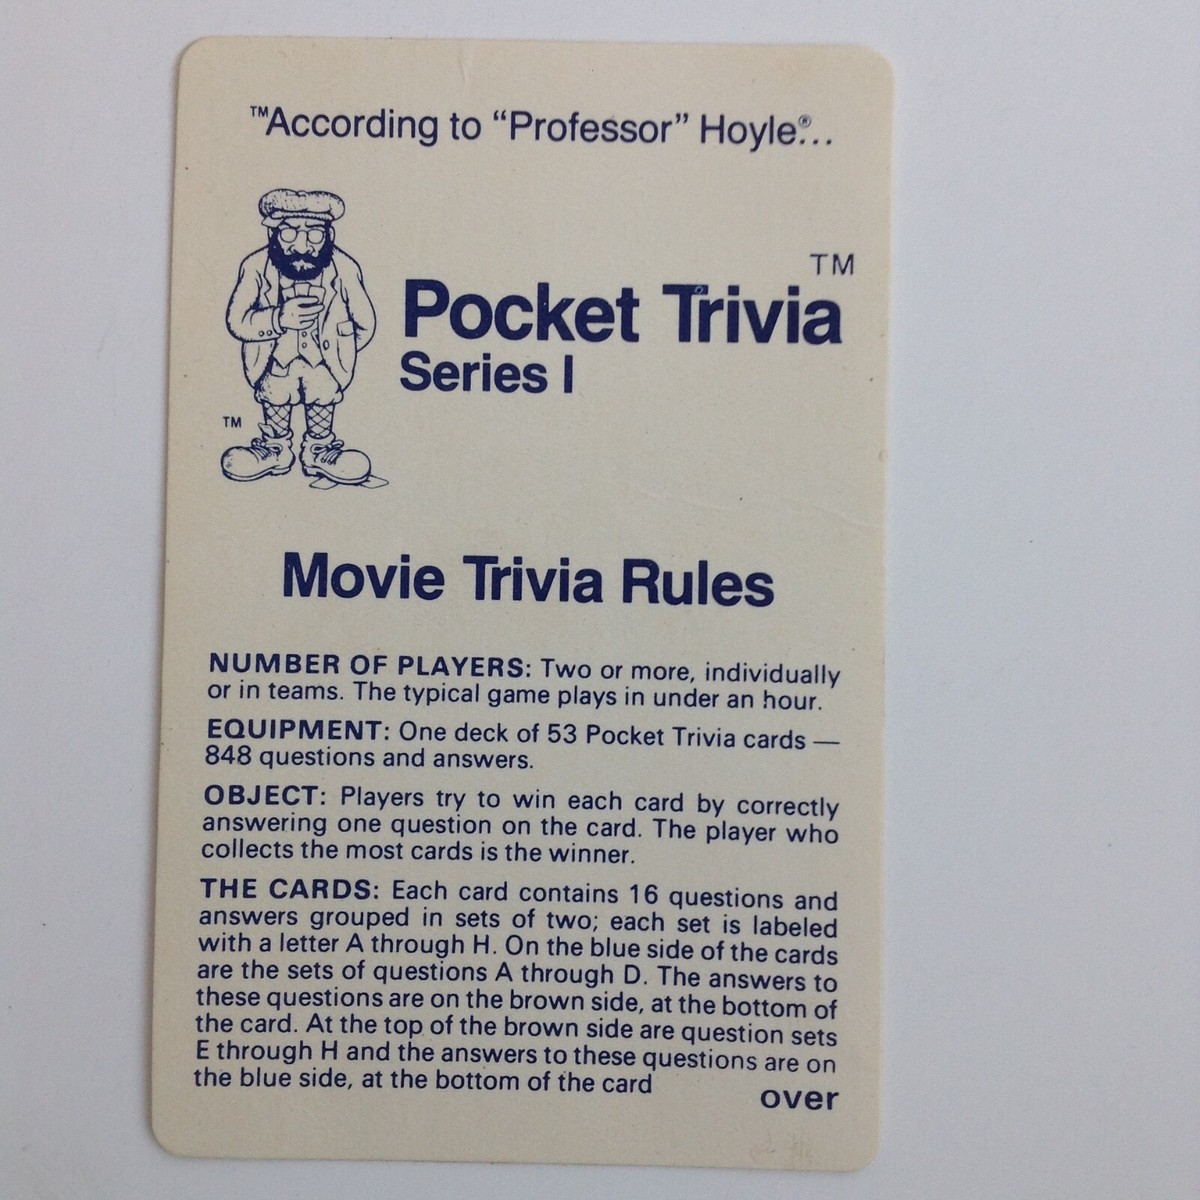 ™According to “Professor” Hoyle®...
TM
Pocket Trivia
Series I
TM
Movie Trivia Rules
NUMBER OF PLAYERS: Two or more, individually
or in teams. The typical game plays in under an hour.
EQUIPMENT: One deck of 53 Pocket Trivia cards —
848 questions and answers.
OBJECT: Players try to win each card by correctly
answering one question on the card. The player who
collects the most cards is the winner.
THE CARDS: Each card contains 16 questions and
answers grouped in sets of two; each set is labeled
with a letter A through H. On the blue side of the cards
are the sets of questions A through D. The answers to
these questions are on the brown side, at the bottom of
the card. At the top of the brown side are question sets
E through H and the answers to these questions are on
the blue side, at the bottom of the card
over